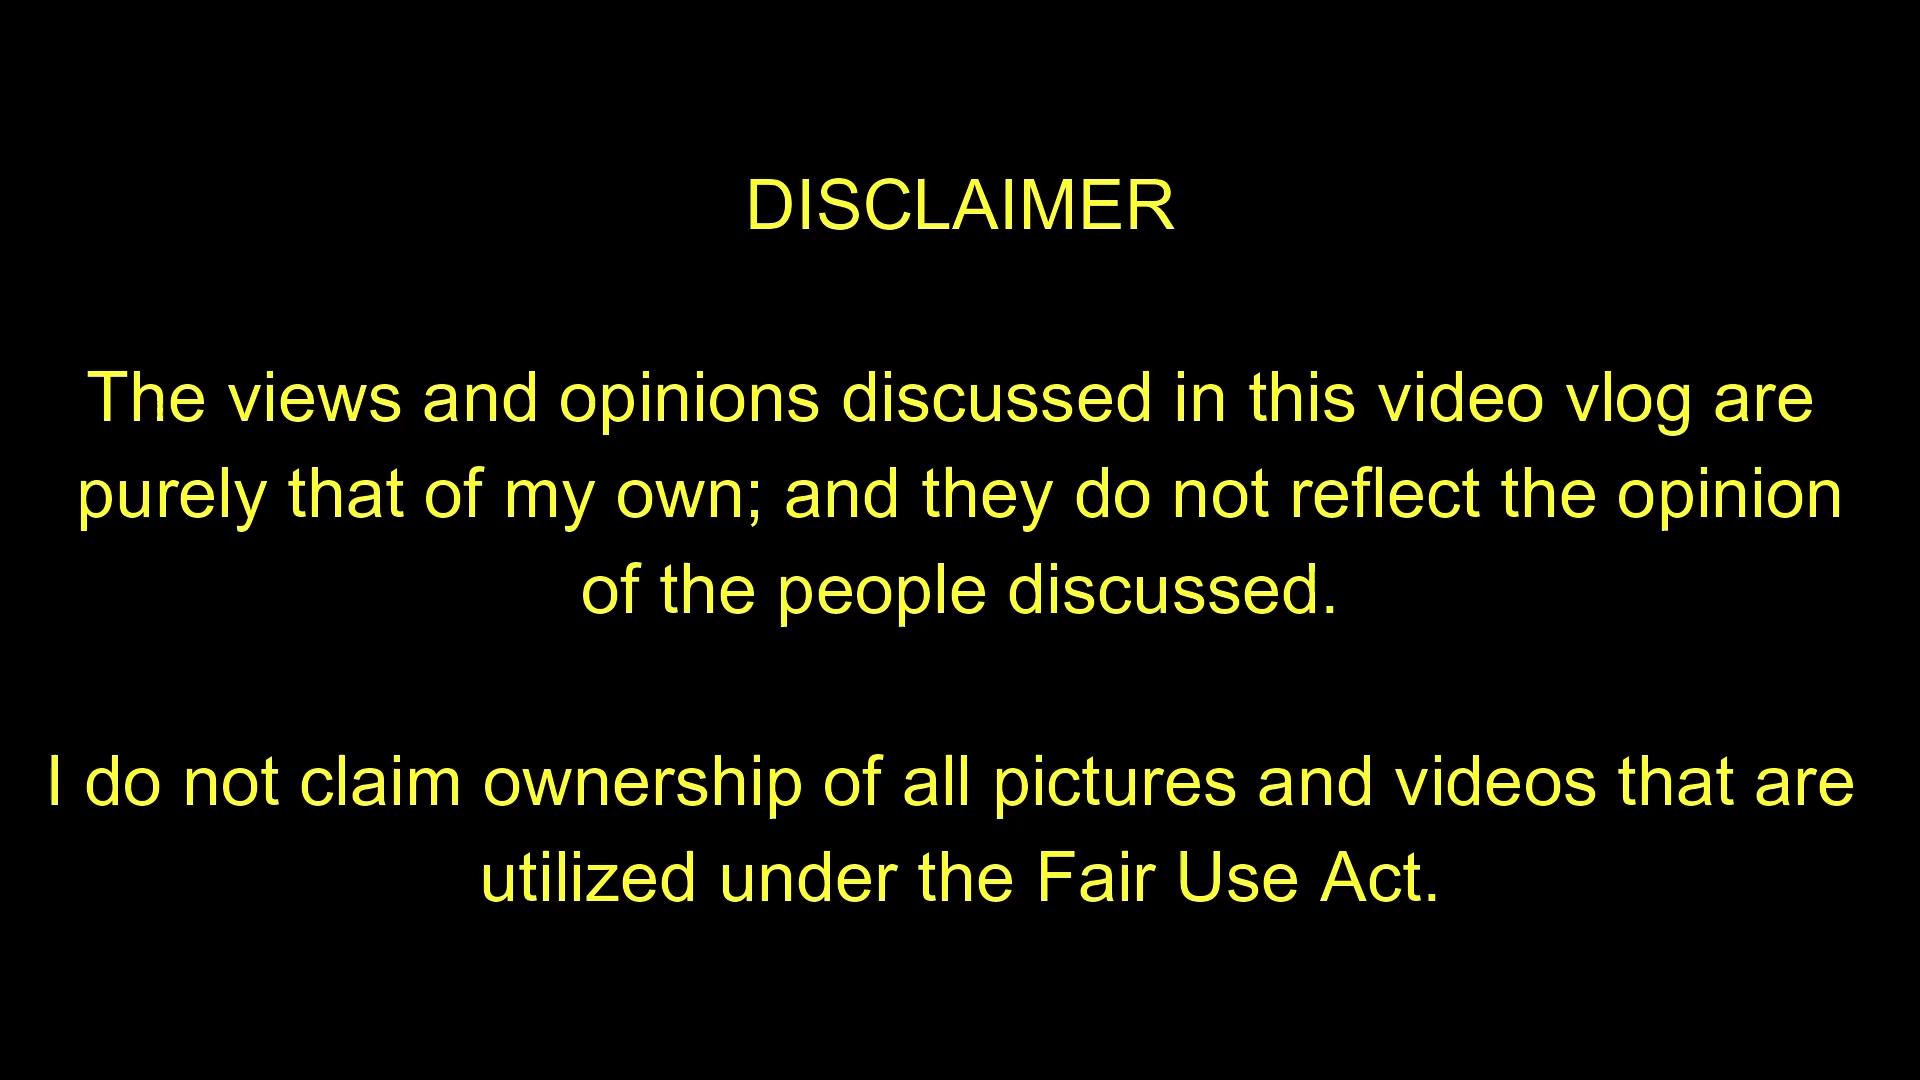 DISCLAIMER
The views and opinions discussed in this video vlog are
purely that of my own; and they do not reflect the opinion
of the people discussed.
I do not claim ownership of all pictures and videos that are
utilized under the Fair Use Act.